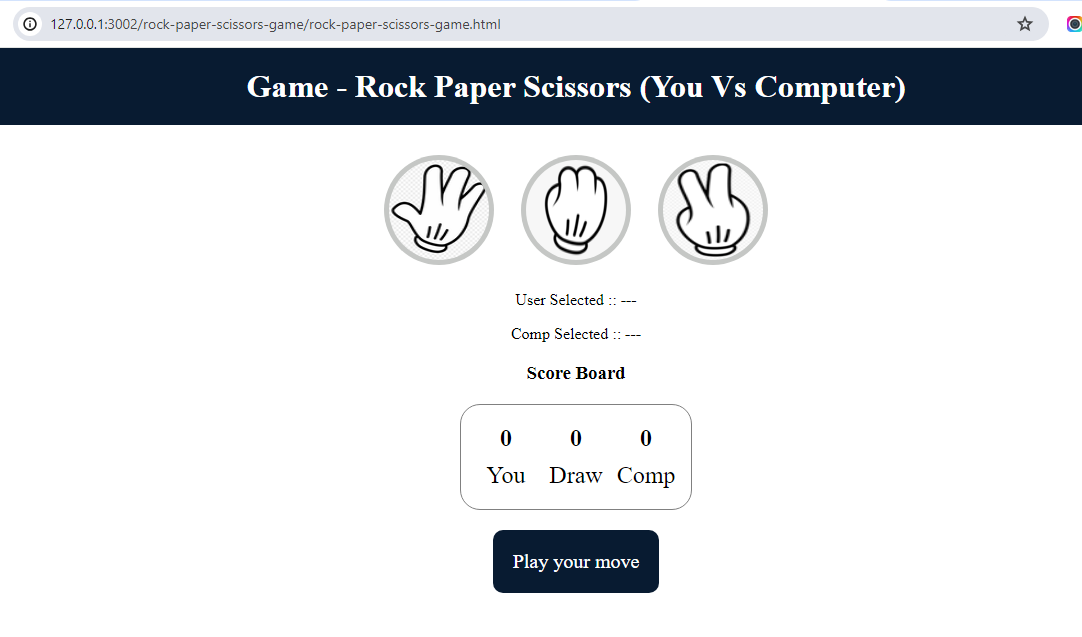 127.0.0.1:3002/rock-paper-scissors-game/rock-paper-scissors-game.html
Game - Rock Paper Scissors (You Vs Computer)
User Selected :: ---
Comp Selected :: ---
Score Board
0 0 0
You Draw Comp
Play your move